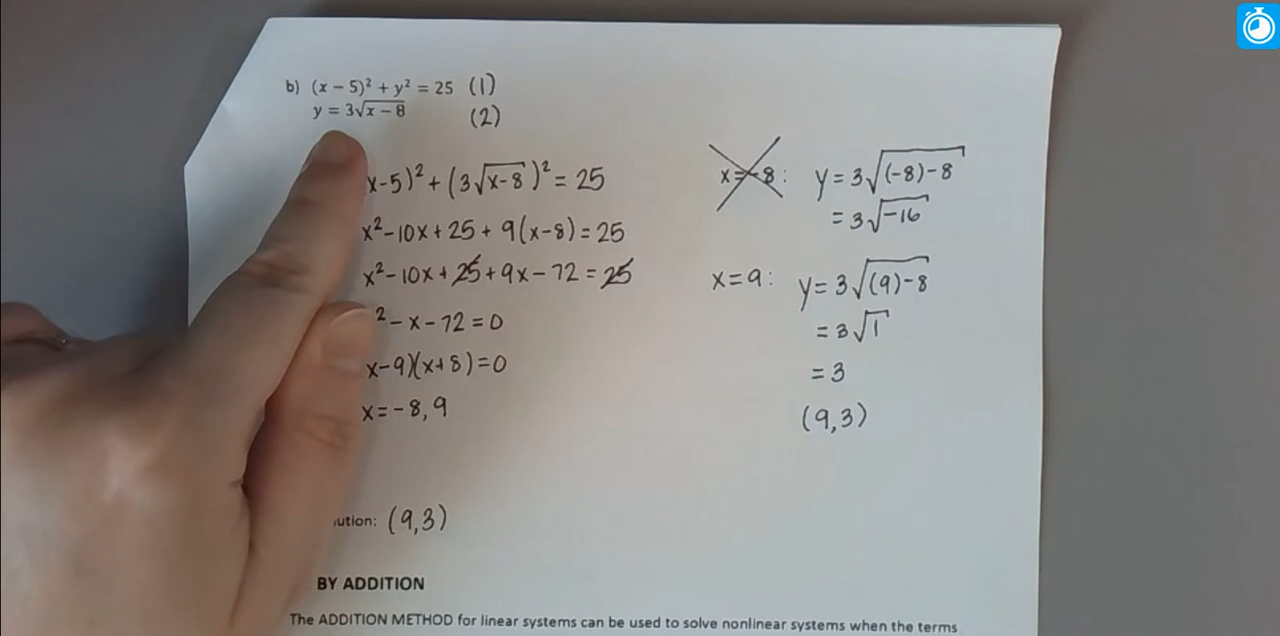 b) (x – 5)² + y² = 25 (1)
y = 3√x – 8 (2)
x-5)² + (3√x-8)² = 25
x² - 10x + 25 + 9(x-8) = 25
x² - 10x + 25 + 9x - 72 = 25
² - x - 72 = 0
x-9)(x+8) = 0
x = -8, 9
ution: (9,3)
x = -8: y = 3√(-8)-8
= 3√-16
x = 9: y = 3√(9)-8
= 3√1
= 3
(9,3)
BY ADDITION
The ADDITION METHOD for linear systems can be used to solve nonlinear systems when the terms